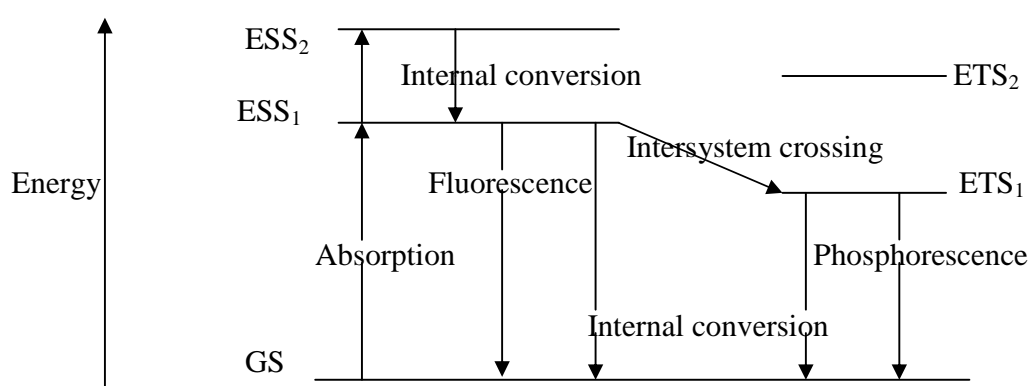 ESS₂
Internal conversion
ETS₂
ESS₁
Intersystem crossing
Energy
Fluorescence
ETS₁
Absorption
Phosphorescence
Internal conversion
GS